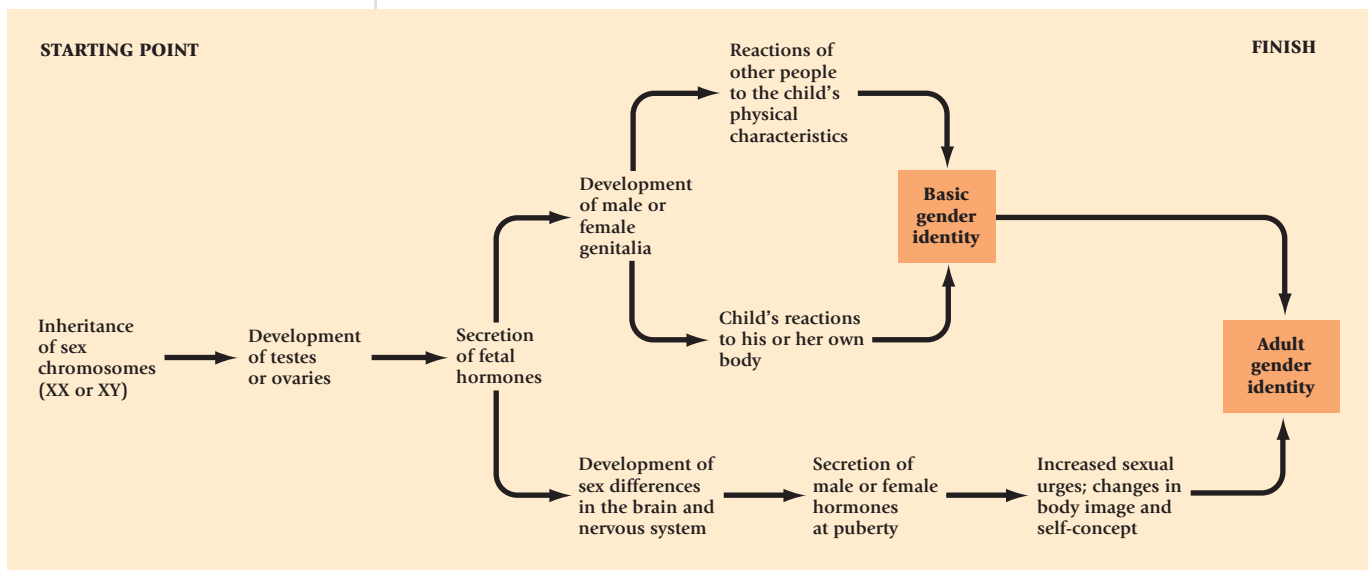 STARTING POINT
FINISH
Inheritance
of sex
chromosomes
(XX or XY)
Development
of testes
or ovaries
Secretion
of fetal
hormones
Development
of male or
female
genitalia
Reactions of
other people
to the child's
physical
characteristics
Child's reactions
to his or her own
body
Basic
gender
identity
Development of
sex differences
in the brain and
nervous system
Secretion of
male or female
hormones
at puberty
Increased sexual
urges; changes in
body image and
self-concept
Adult
gender
identity